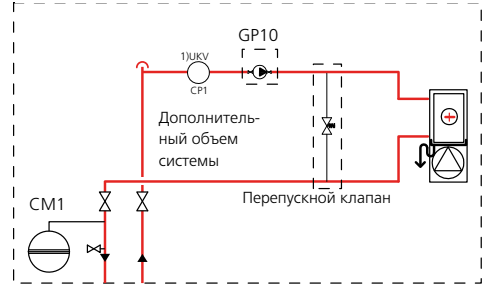 GP10
1)UKV
CP1
Дополнитель-
ный объем
системы
Перепускной клапан
CM1